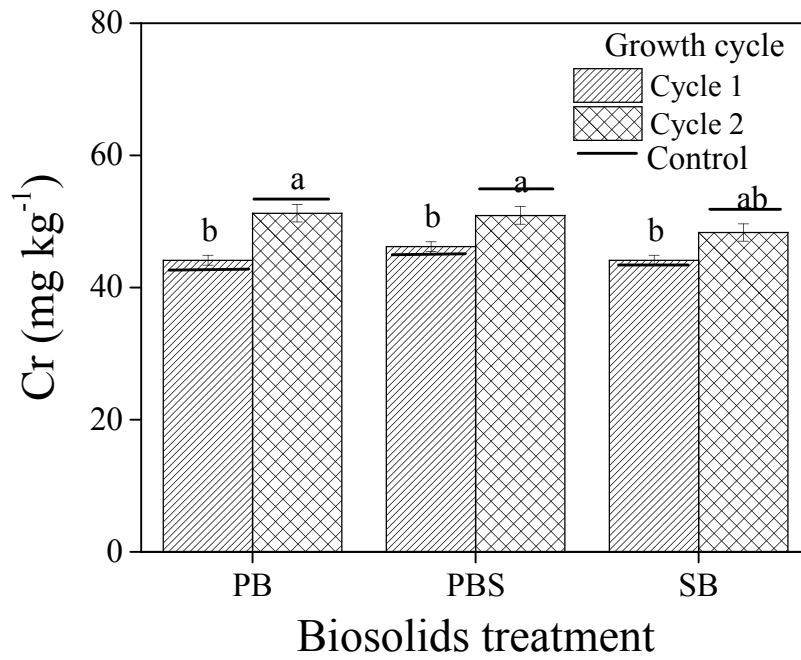 80
60
40
20
0
Cr (mg kg⁻¹)
Growth cycle
Cycle 1
Cycle 2
Control
b
a
b
a
b
ab
PB
PBS
SB
Biosolids treatment